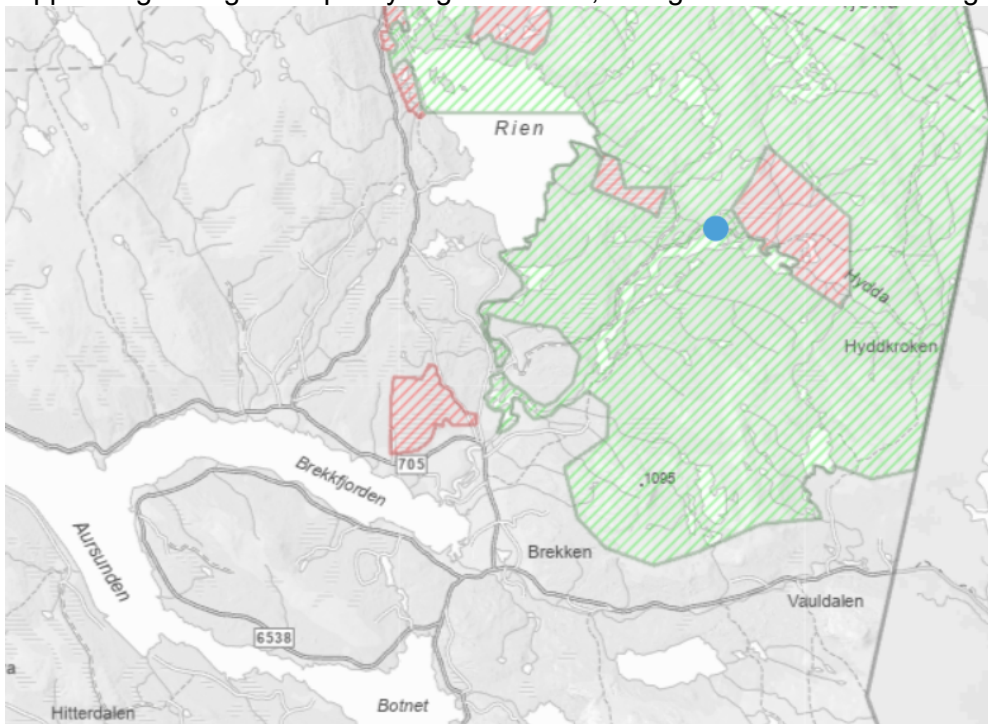 Rien
Hydda
Hyddkroken
705
Brekkfjorden
1095
Aursunden
Brekken
Vauldalen
6538
Botnet
Hitterdalen